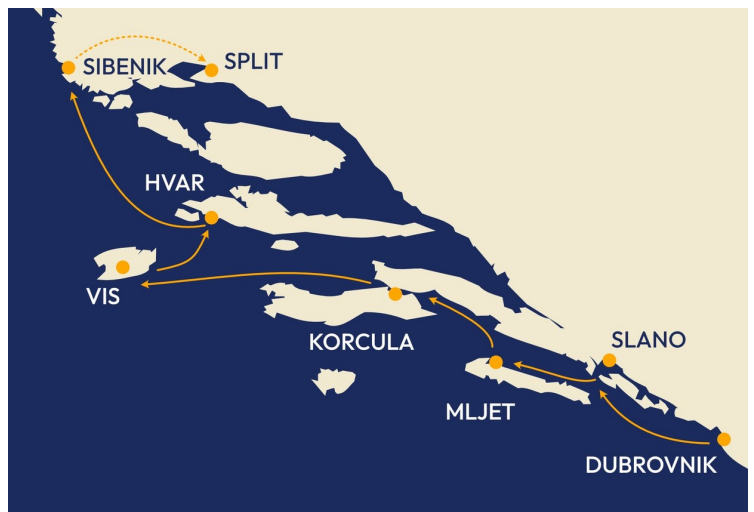 SIBENIK
SPLIT
HVAR
VIS
KORCULA
SLANO
MLJET
DUBROVNIK